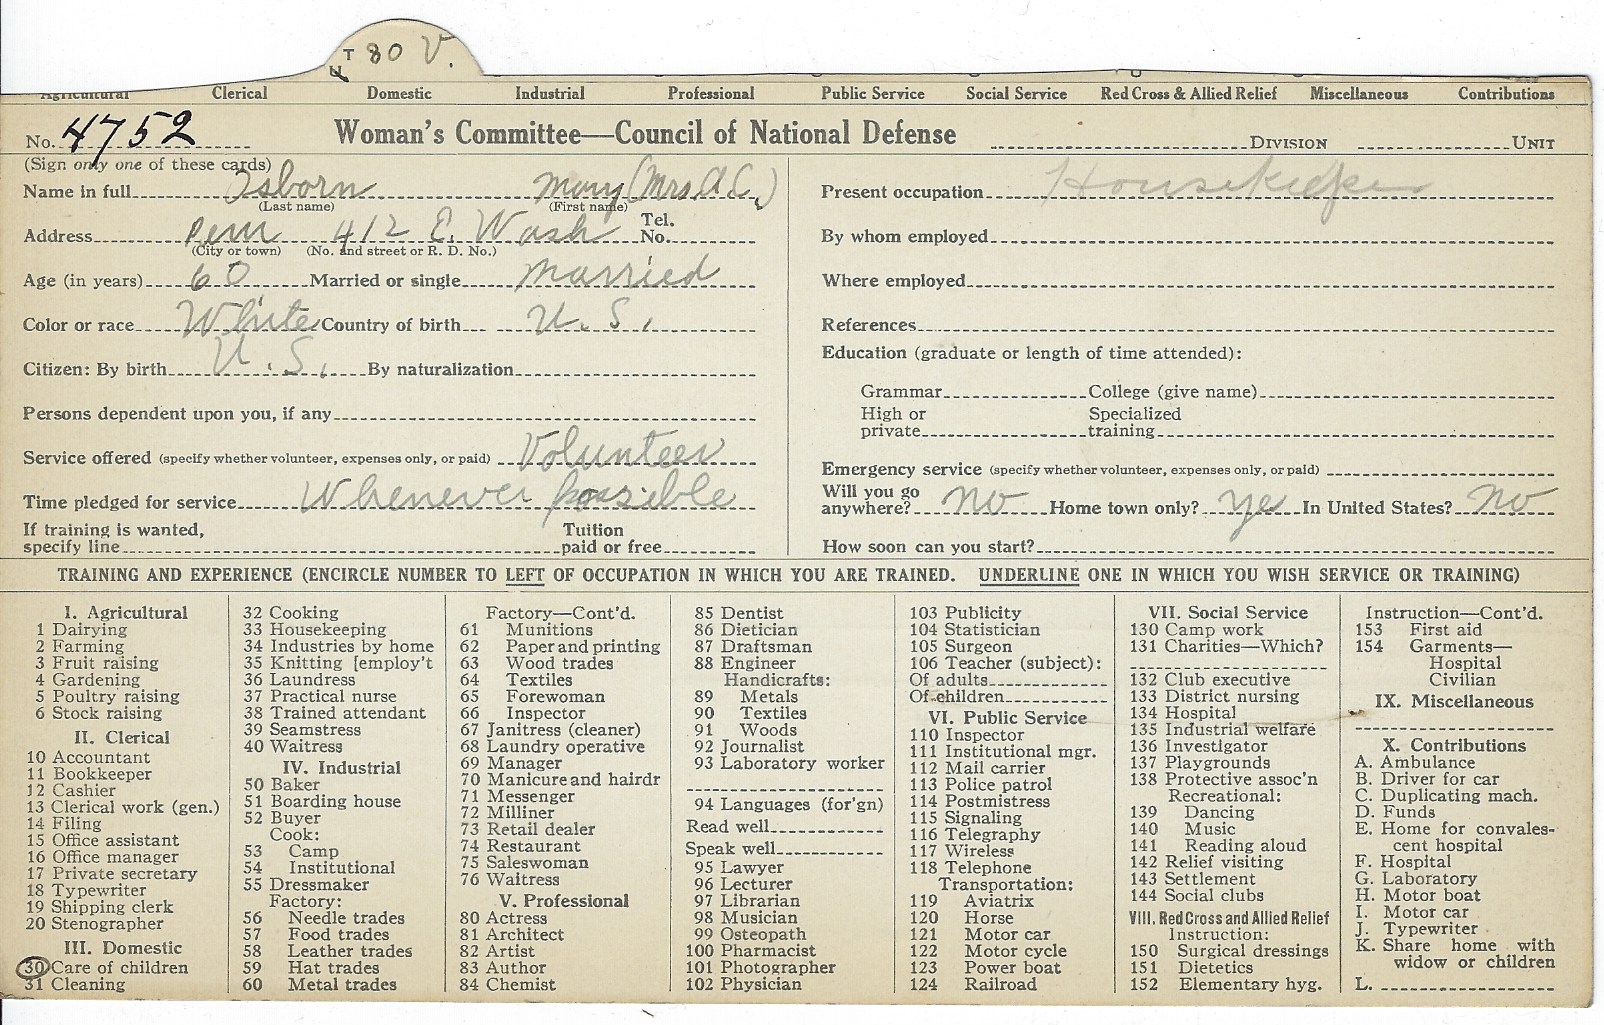 T 30 V.
Agricultural Clerical Domestic Industrial Professional Public Service Social Service Red Cross & Allied Relief Miscellaneous Contributions
No. 4752 Woman's Committee—Council of National Defense DIVISION UNIT
(Sign only one of these cards)
Name in full Osborn Mary (Mrs A. C.)
(Last name) (First name)
Address Peru 412 E. Wash Tel. No.
(City or town) (No. and street or R. D. No.)
Age (in years) 60 Married or single Married
Color or race White Country of birth U. S.
Citizen: By birth U. S. By naturalization
Persons dependent upon you, if any
Service offered (specify whether volunteer, expenses only, or paid) Volunteer
Time pledged for service Whenever possible
If training is wanted, specify line Tuition paid or free
Present occupation Housekeeper
By whom employed
Where employed
References
Education (graduate or length of time attended):
Grammar College (give name)
High or private Specialized training
Emergency service (specify whether volunteer, expenses only, or paid)
Will you go anywhere? No Home town only? Ye In United States? No
How soon can you start?
TRAINING AND EXPERIENCE (ENCIRCLE NUMBER TO LEFT OF OCCUPATION IN WHICH YOU ARE TRAINED. UNDERLINE ONE IN WHICH YOU WISH SERVICE OR TRAINING)
I. Agricultural
1 Dairying
2 Farming
3 Fruit raising
4 Gardening
5 Poultry raising
6 Stock raising
II. Clerical
10 Accountant
11 Bookkeeper
12 Cashier
13 Clerical work (gen.)
14 Filing
15 Office assistant
16 Office manager
17 Private secretary
18 Typewriter
19 Shipping clerk
20 Stenographer
III. Domestic
30 Care of children
31 Cleaning
32 Cooking
33 Housekeeping
34 Industries by home
35 Knitting [employ't
36 Laundress
37 Practical nurse
38 Trained attendant
39 Seamstress
40 Waitress
IV. Industrial
50 Baker
51 Boarding house
52 Buyer
Cook:
53 Camp
54 Institutional
55 Dressmaker
Factory:
56 Needle trades
57 Food trades
58 Leather trades
59 Hat trades
60 Metal trades
Factory—Cont'd.
61 Munitions
62 Paper and printing
63 Wood trades
64 Textiles
65 Forewoman
66 Inspector
67 Janitress (cleaner)
68 Laundry operative
69 Manager
70 Manicure and hairdr
71 Messenger
72 Milliner
73 Retail dealer
74 Restaurant
75 Saleswoman
76 Waitress
V. Professional
80 Actress
81 Architect
82 Artist
83 Author
84 Chemist
85 Dentist
86 Dietician
87 Draftsman
88 Engineer
Handicrafts:
89 Metals
90 Textiles
91 Woods
92 Journalist
93 Laboratory worker
94 Languages (for'gn)
Read well
Speak well
95 Lawyer
96 Lecturer
97 Librarian
98 Musician
99 Osteopath
100 Pharmacist
101 Photographer
102 Physician
103 Publicity
104 Statistician
105 Surgeon
106 Teacher (subject):
Of adults
Of children
VI. Public Service
110 Inspector
111 Institutional mgr.
112 Mail carrier
113 Police patrol
114 Postmistress
115 Signaling
116 Telegraphy
117 Wireless
118 Telephone
Transportation:
119 Aviatrix
120 Horse
121 Motor car
122 Motor cycle
123 Power boat
124 Railroad
VII. Social Service
130 Camp work
131 Charities—Which?
132 Club executive
133 District nursing
134 Hospital
135 Industrial welfare
136 Investigator
137 Playgrounds
138 Protective assoc'n
Recreational:
139 Dancing
140 Music
141 Reading aloud
142 Relief visiting
143 Settlement
144 Social clubs
VIII. Red Cross and Allied Relief
Instruction:
150 Surgical dressings
151 Dietetics
152 Elementary hyg.
Instruction—Cont'd.
153 First aid
154 Garments—
Hospital
Civilian
IX. Miscellaneous
X. Contributions
A. Ambulance
B. Driver for car
C. Duplicating mach.
D. Funds
E. Home for convales-
cent hospital
F. Hospital
G. Laboratory
H. Motor boat
I. Motor car
J. Typewriter
K. Share home with
widow or children
L.